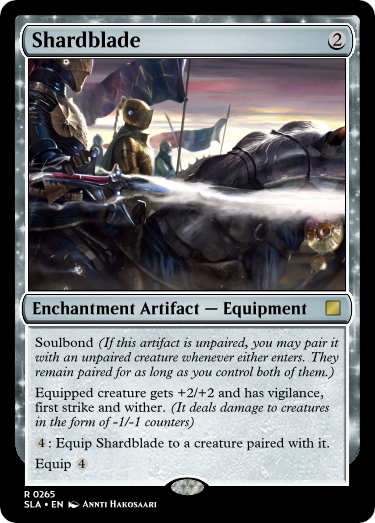 Shardblade 2
Enchantment Artifact — Equipment
Soulbond (If this artifact is unpaired, you may pair it
with an unpaired creature whenever either enters. They
remain paired for as long as you control both of them.)
Equipped creature gets +2/+2 and has vigilance,
first strike and wither. (It deals damage to creatures
in the form of -1/-1 counters)
4: Equip Shardblade to a creature paired with it.
Equip 4
R 0265
SLA • EN Annti Hakosaari